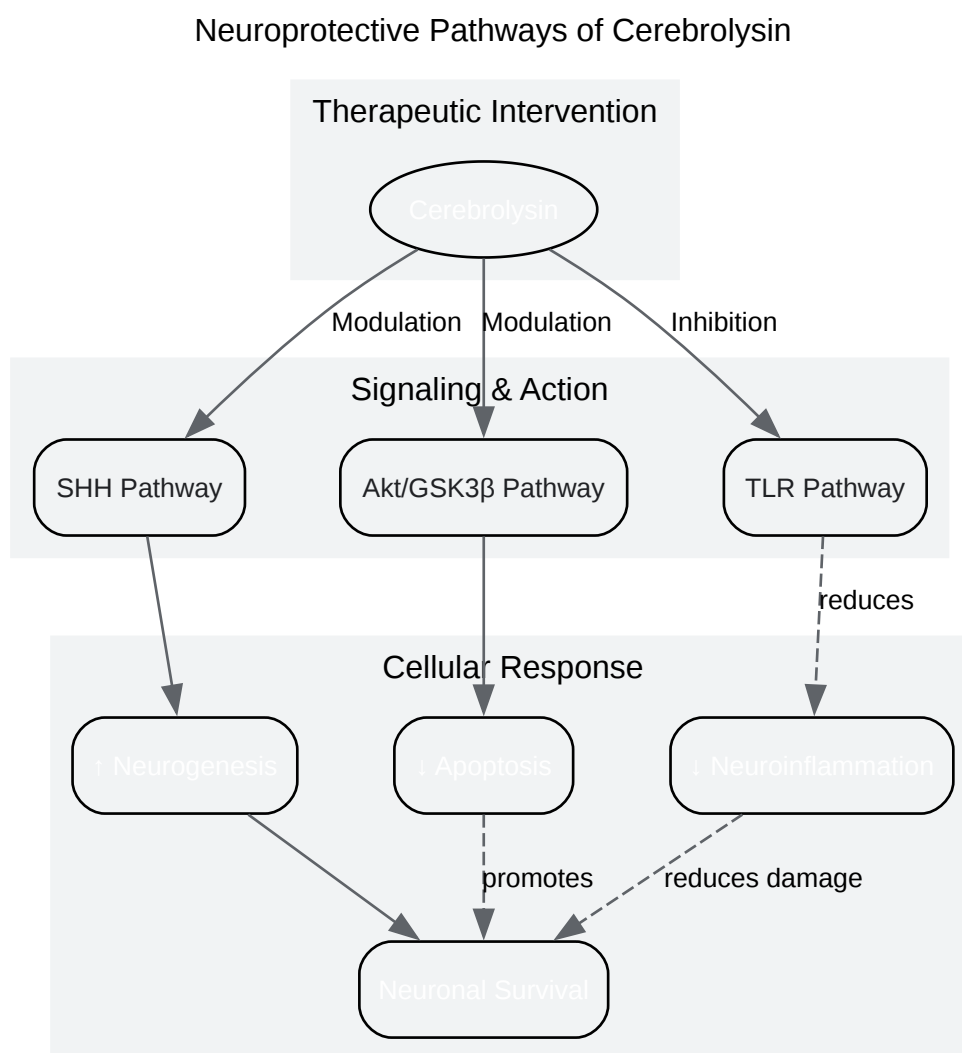 Neuroprotective Pathways of Cerebrolysin
Therapeutic Intervention
Cerebrolysin
Modulation
Modulation
Inhibition
Signaling & Action
SHH Pathway
Akt/GSK3β Pathway
TLR Pathway
reduces
Cellular Response
↑ Neurogenesis
↓ Apoptosis
↓ Neuroinflammation
promotes
reduces damage
Neuronal Survival